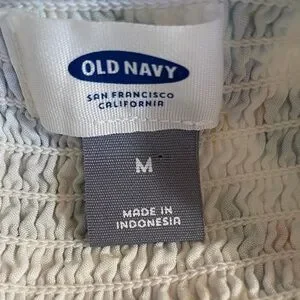 OLD NAVY
SAN FRANCISCO
CALIFORNIA
M
MADE IN
INDONESIA